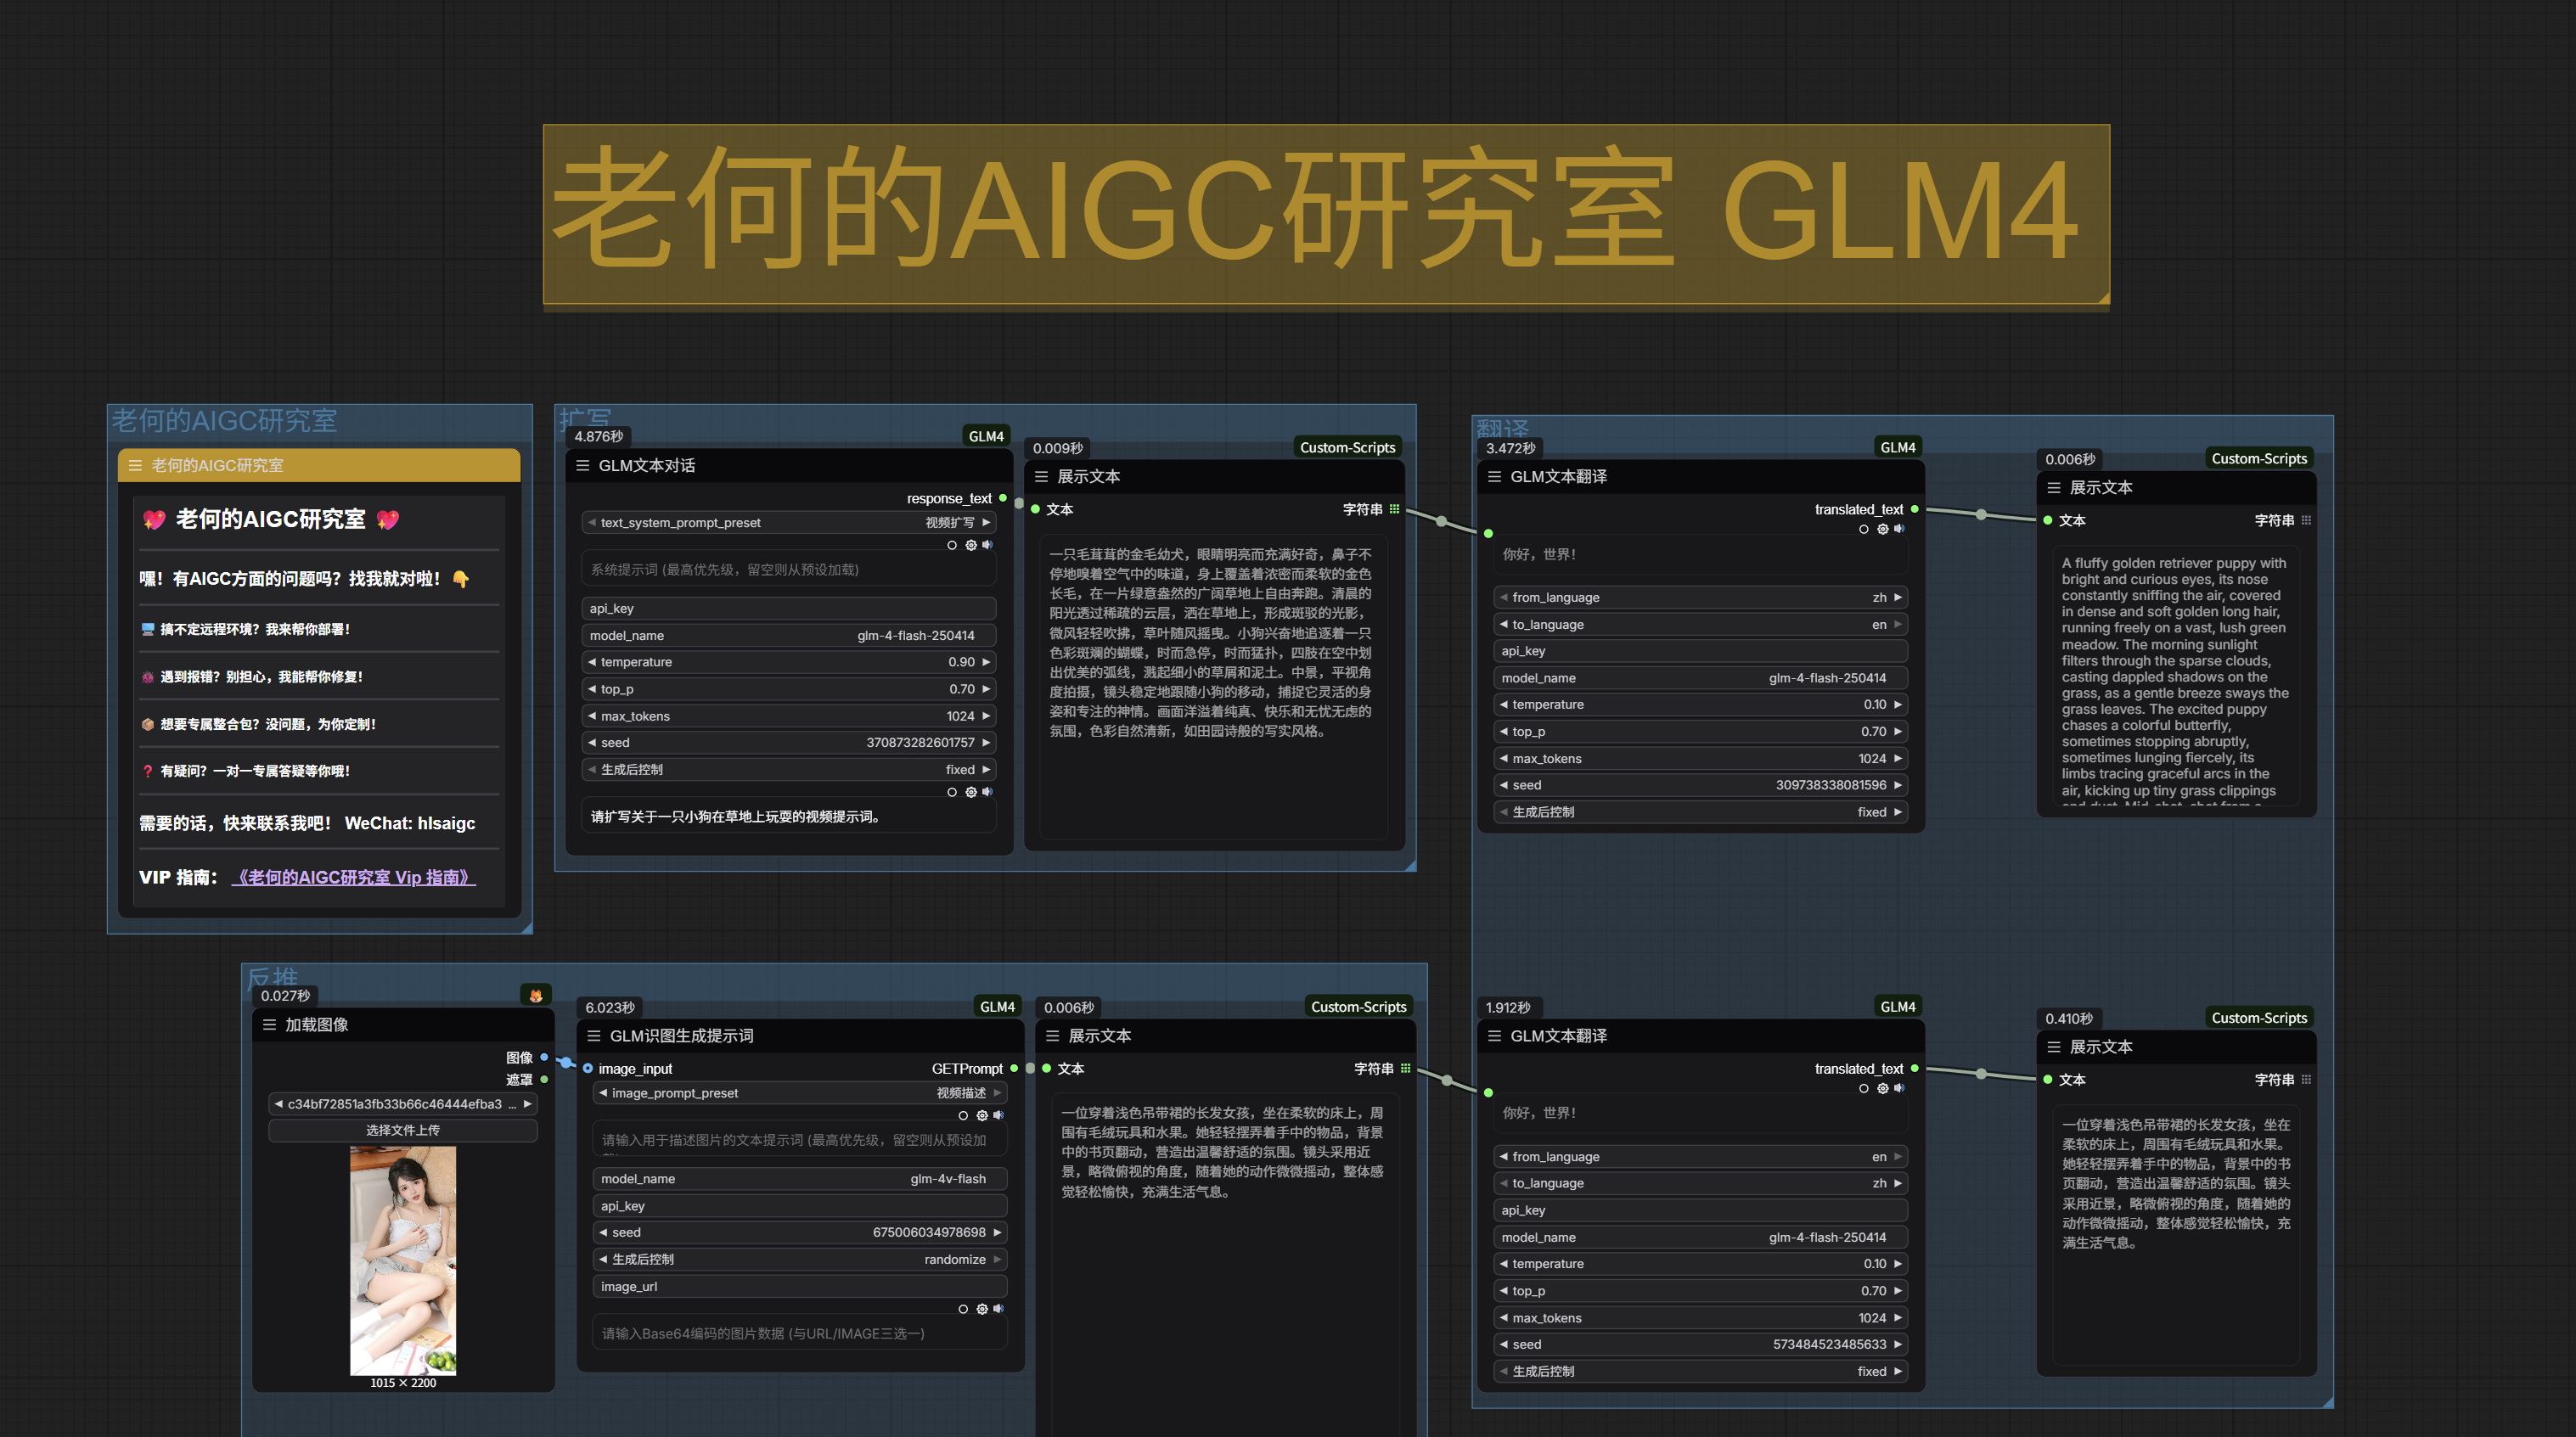 老何的AIGC研究室 GLM4
老何的AIGC研究室
老何的AIGC研究室
💖 老何的AIGC研究室 💖
嘿！有AIGC方面的问题吗？找我就对啦！👇
🖥️ 搞不定远程环境？我来帮你部署！
🐞 遇到报错？别担心，我能帮你修复！
📦 想要专属整合包？没问题，为你定制！
❓ 有疑问？一对一专属答疑等你哦！
需要的话，快来联系我吧！ WeChat: hlsaigc
VIP 指南： 《老何的AIGC研究室 Vip 指南》
扩写
4.876秒
GLM4
GLM文本对话
response_text
text_system_prompt_preset 视频扩写
系统提示词 (最高优先级，留空则从预设加载)
api_key
model_name glm-4-flash-250414
temperature 0.90
top_p 0.70
max_tokens 1024
seed 370873282601757
生成后控制 fixed
请扩写关于一只小狗在草地上玩耍的视频提示词。
0.009秒
Custom-Scripts
展示文本
文本 字符串
一只毛茸茸的金毛幼犬，眼睛明亮而充满好奇，鼻子不
停地嗅着空气中的味道，身上覆盖着浓密而柔软的金色
长毛，在一片绿意盎然的广阔草地上自由奔跑。清晨的
阳光透过稀疏的云层，洒在草地上，形成斑驳的光影，
微风轻轻吹拂，草叶随风摇曳。小狗兴奋地追逐着一只
色彩斑斓的蝴蝶，时而急停，时而猛扑，四肢在空中划
出优美的弧线，溅起细小的草屑和泥土。中景，平视角
度拍摄，镜头稳定地跟随小狗的移动，捕捉它灵活的身
姿和专注的神情。画面洋溢着纯真、快乐和无忧无虑的
氛围，色彩自然清新，如田园诗般的写实风格。
翻译
3.472秒
GLM4
GLM文本翻译
translated_text
你好，世界！
from_language zh
to_language en
api_key
model_name glm-4-flash-250414
temperature 0.10
top_p 0.70
max_tokens 1024
seed 309738338081596
生成后控制 fixed
0.006秒
Custom-Scripts
展示文本
文本 字符串
A fluffy golden retriever puppy with
bright and curious eyes, its nose
constantly sniffing the air, covered
in dense and soft golden long hair,
running freely on a vast, lush green
meadow. The morning sunlight
filters through the sparse clouds,
casting dappled shadows on the
grass, as a gentle breeze sways the
grass leaves. The excited puppy
chases a colorful butterfly,
sometimes stopping abruptly,
sometimes lunging fiercely, its
limbs tracing graceful arcs in the
air, kicking up tiny grass clippings
反推
0.027秒
加载图像
图像
遮罩
c34bf72851a3fb33b66c46444efba3 ...
选择文件上传
1015 × 2200
6.023秒
GLM4
GLM识图生成提示词
image_input GETPrompt
image_prompt_preset 视频描述
请输入用于描述图片的文本提示词 (最高优先级，留空则从预设加
model_name glm-4v-flash
api_key
seed 675006034978698
生成后控制 randomize
image_url
请输入Base64编码的图片数据 (与URL/IMAGE三选一)
0.006秒
Custom-Scripts
展示文本
文本 字符串
一位穿着浅色吊带裙的长发女孩，坐在柔软的床上，周
围有毛绒玩具和水果。她轻轻摆弄着手中的物品，背景
中的书页翻动，营造出温馨舒适的氛围。镜头采用近
景，略微俯视的角度，随着她的动作微微摇动，整体感
觉轻松愉快，充满生活气息。
1.912秒
GLM4
GLM文本翻译
translated_text
你好，世界！
from_language en
to_language zh
api_key
model_name glm-4-flash-250414
temperature 0.10
top_p 0.70
max_tokens 1024
seed 573484523485633
生成后控制 fixed
0.410秒
Custom-Scripts
展示文本
文本 字符串
一位穿着浅色吊带裙的长发女孩，坐在
柔软的床上，周围有毛绒玩具和水果。
她轻轻摆弄着手中的物品，背景中的书
页翻动，营造出温馨舒适的氛围。镜头
采用近景，略微俯视的角度，随着她的
动作微微摇动，整体感觉轻松愉快，充
满生活气息。